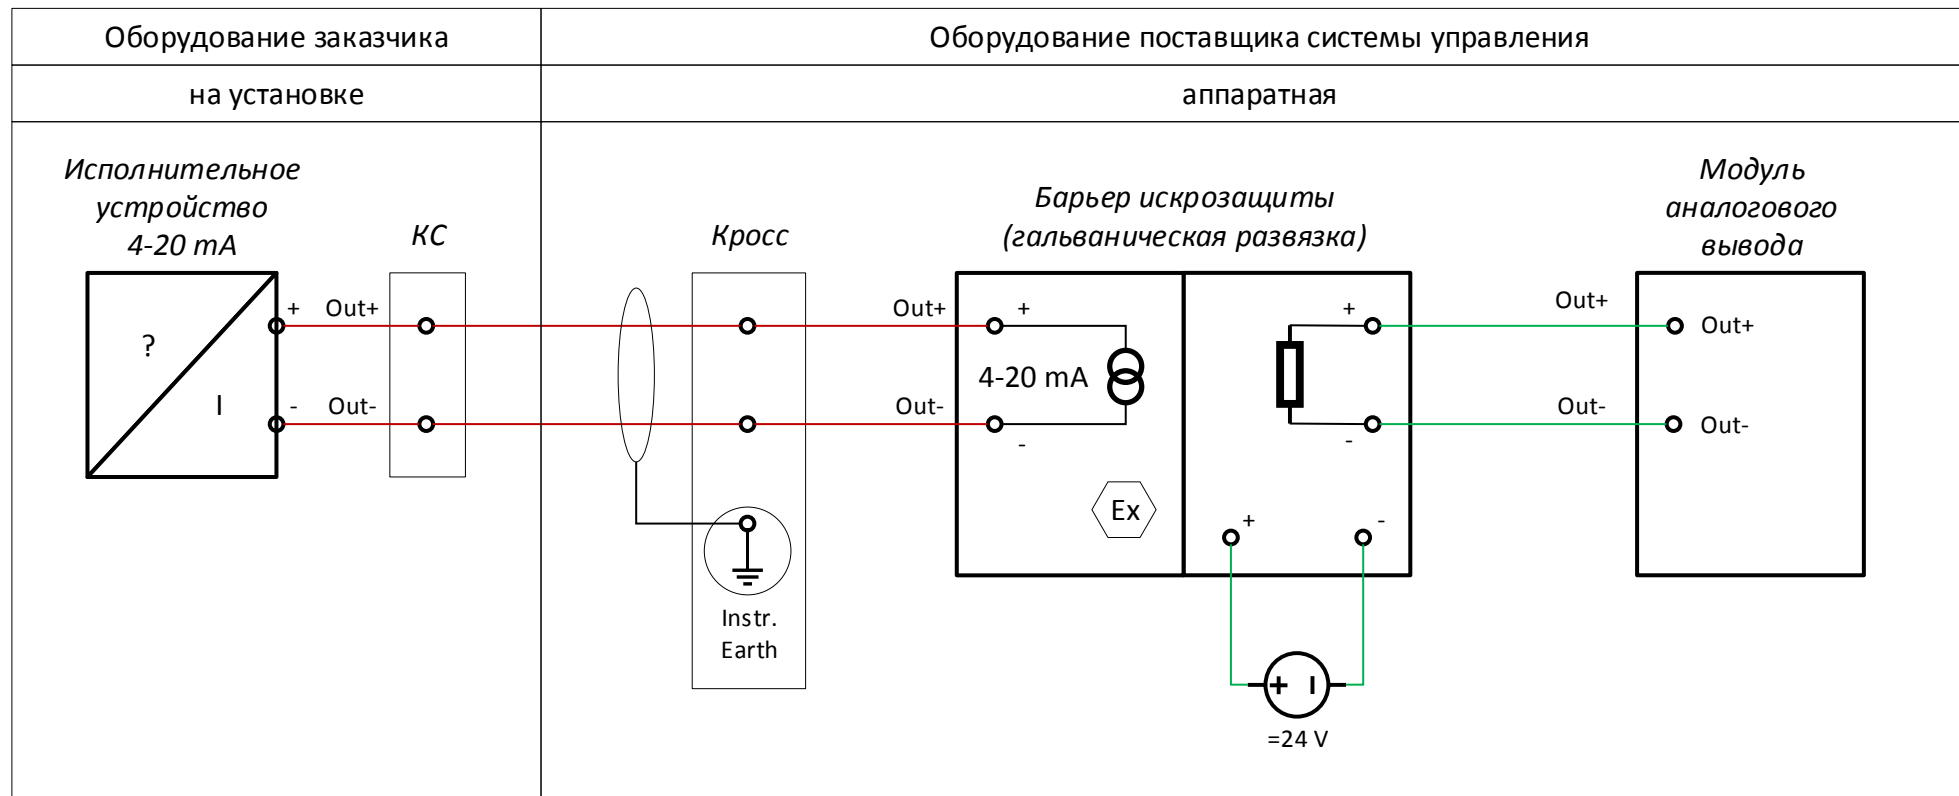 Оборудование заказчика
Оборудование поставщика системы управления
на установке
аппаратная
Исполнительное
устройство
4-20 mA
КС
Кросс
Барьер искрозащиты
(гальваническая развязка)
Модуль
аналогового
вывода
?
I
+
Out+
-
Out-
Out+
Out-
+
4-20 mA
-
Ex
+
-
+
-
Out+
Out-
Out+
Out-
Instr.
Earth
=24 V